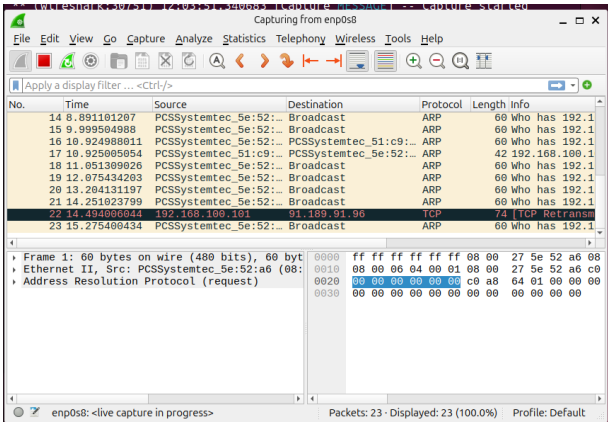 ** (wireshark:30751) 12:03:51.340683 [Capture MESSAGE] -- Capture started
Capturing from enp0s8
File Edit View Go Capture Analyze Statistics Telephony Wireless Tools Help
Apply a display filter ... <Ctrl-/>
No. Time Source Destination Protocol Length Info
14 8.891101207 PCSSystemtec_5e:52:… Broadcast ARP 60 Who has 192.1
15 9.999504988 PCSSystemtec_5e:52:… Broadcast ARP 60 Who has 192.1
16 10.924988011 PCSSystemtec_5e:52:… PCSSystemtec_51:c9:… ARP 60 Who has 192.1
17 10.925005054 PCSSystemtec_51:c9:… PCSSystemtec_5e:52:… ARP 42 192.168.100.1
18 11.051309026 PCSSystemtec_5e:52:… Broadcast ARP 60 Who has 192.1
19 12.075434203 PCSSystemtec_5e:52:… Broadcast ARP 60 Who has 192.1
20 13.204131197 PCSSystemtec_5e:52:… Broadcast ARP 60 Who has 192.1
21 14.251023799 PCSSystemtec_5e:52:… Broadcast ARP 60 Who has 192.1
22 14.494006044 192.168.100.101 91.189.91.96 TCP 74 [TCP Retransm
23 15.275400434 PCSSystemtec_5e:52:… Broadcast ARP 60 Who has 192.1
Frame 1: 60 bytes on wire (480 bits), 60 byt
Ethernet II, Src: PCSSystemtec_5e:52:a6 (08:
Address Resolution Protocol (request)
0000 ff ff ff ff ff ff 08 00 27 5e 52 a6 08
0010 08 00 06 04 00 01 08 00 27 5e 52 a6 c0
0020 00 00 00 00 00 00 c0 a8 64 01 00 00 00
0030 00 00 00 00 00 00 00 00 00 00 00 00
enp0s8: <live capture in progress>
Packets: 23 · Displayed: 23 (100.0%)
Profile: Default